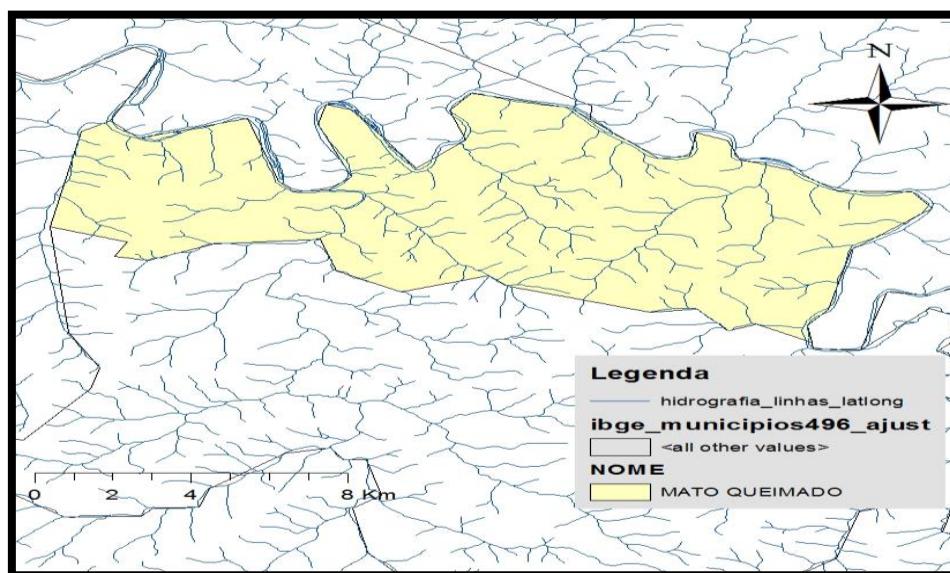 N
Legenda
hidrografia_linhas_latlong
ibge_municipios496_ajust
<all other values>
NOME
MATO QUEIMADO
0 2 4 8 Km